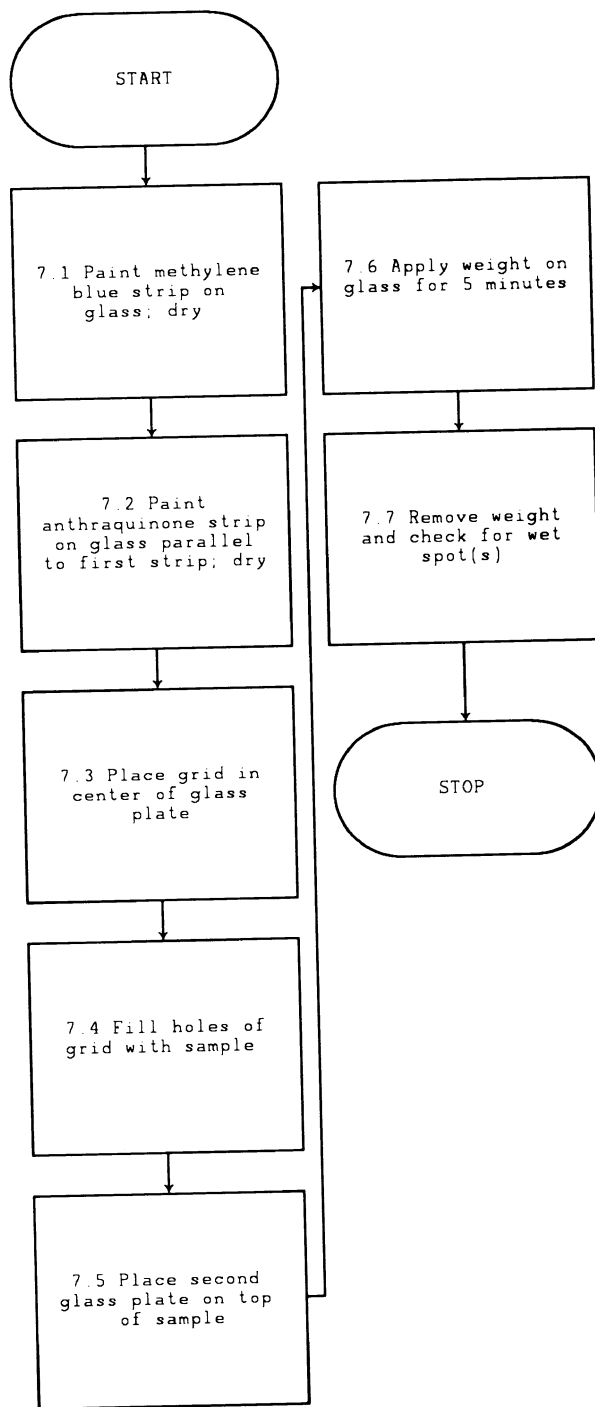 START
7.1 Paint methylene
blue strip on
glass; dry
7.2 Paint
anthraquinone strip
on glass parallel
to first strip; dry
7.3 Place grid in
center of glass
plate
7.4 Fill holes of
grid with sample
7.5 Place second
glass plate on top
of sample
7.6 Apply weight on
glass for 5 minutes
7.7 Remove weight
and check for wet
spot(s)
STOP